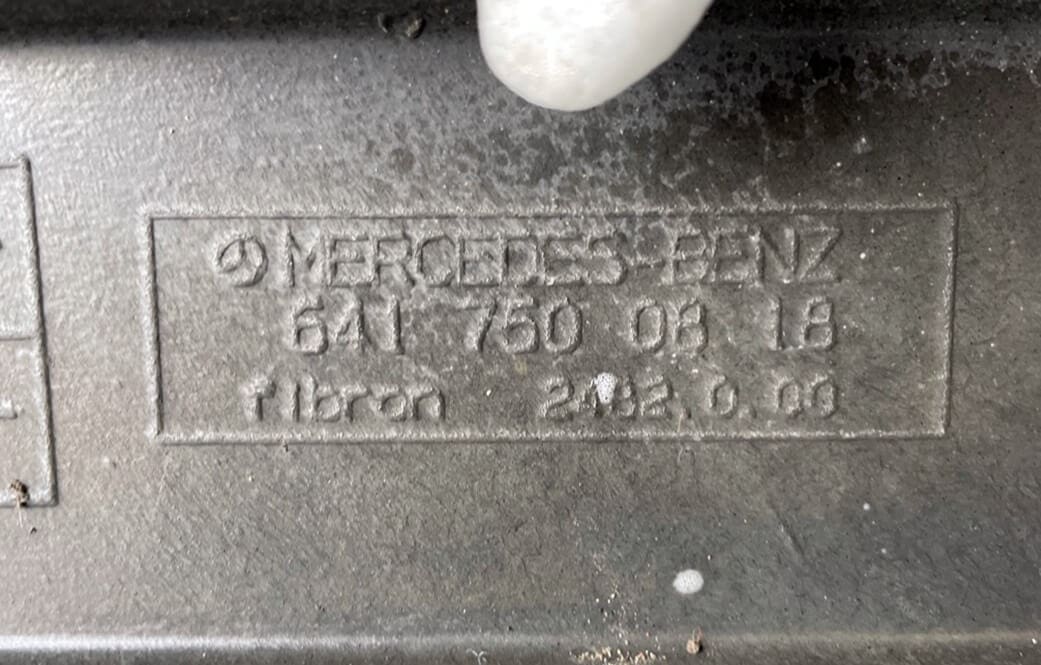 MERCEDES-BENZ
641 750 08 18
fibron 2482.0.00